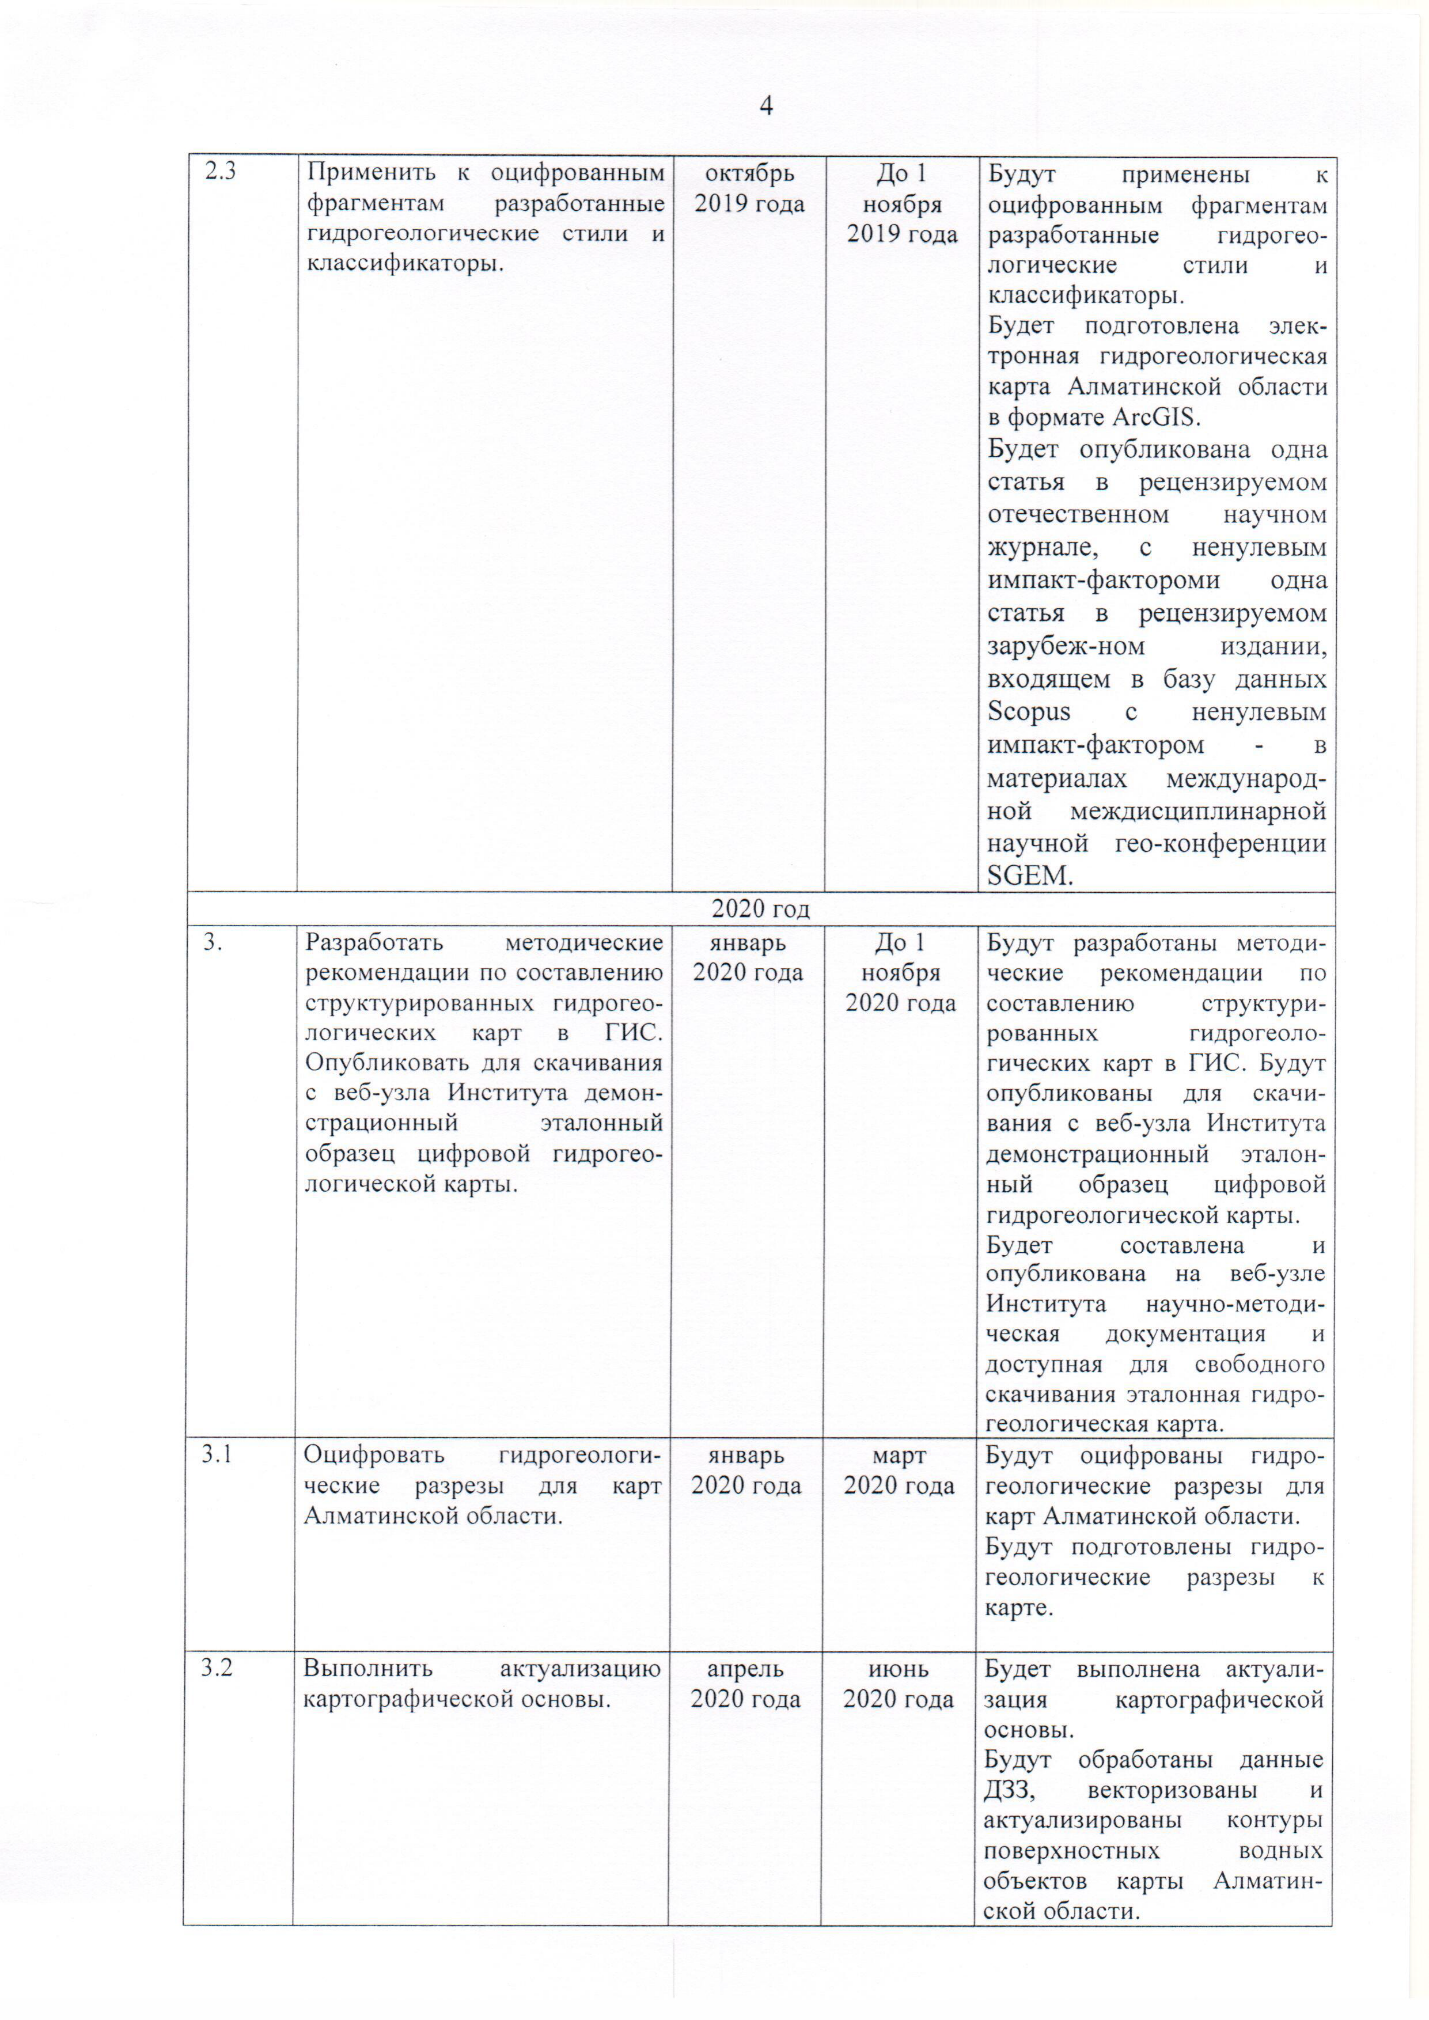 4
2.3
Применить к оцифрованным
фрагментам разработанные
гидрогеологические стили и
классификаторы.
октябрь
2019 года
До 1
ноября
2019 года
Будут применены к
оцифрованным фрагментам
разработанные гидрогео-
логические стили и
классификаторы.
Будет подготовлена элек-
тронная гидрогеологическая
карта Алматинской области
в формате ArcGIS.
Будет опубликована одна
статья в рецензируемом
отечественном научном
журнале, с ненулевым
импакт-фактороми одна
статья в рецензируемом
зарубеж-ном издании,
входящем в базу данных
Scopus с ненулевым
импакт-фактором - в
материалах международ-
ной междисциплинарной
научной гео-конференции
SGEM.
2020 год
3.
Разработать методические
рекомендации по составлению
структурированных гидрогео-
логических карт в ГИС.
Опубликовать для скачивания
с веб-узла Института демон-
страционный эталонный
образец цифровой гидрогео-
логической карты.
январь
2020 года
До 1
ноября
2020 года
Будут разработаны методи-
ческие рекомендации по
составлению структури-
рованных гидрогеоло-
гических карт в ГИС. Будут
опубликованы для скачи-
вания с веб-узла Института
демонстрационный эталон-
ный образец цифровой
гидрогеологической карты.
Будет составлена и
опубликована на веб-узле
Института научно-методи-
ческая документация и
доступная для свободного
скачивания эталонная гидро-
геологическая карта.
3.1
Оцифровать гидрогеологи-
ческие разрезы для карт
Алматинской области.
январь
2020 года
март
2020 года
Будут оцифрованы гидро-
геологические разрезы для
карт Алматинской области.
Будут подготовлены гидро-
геологические разрезы к
карте.
3.2
Выполнить актуализацию
картографической основы.
апрель
2020 года
июнь
2020 года
Будет выполнена актуали-
зация картографической
основы.
Будут обработаны данные
ДЗЗ, векторизованы и
актуализированы контуры
поверхностных водных
объектов карты Алматин-
ской области.